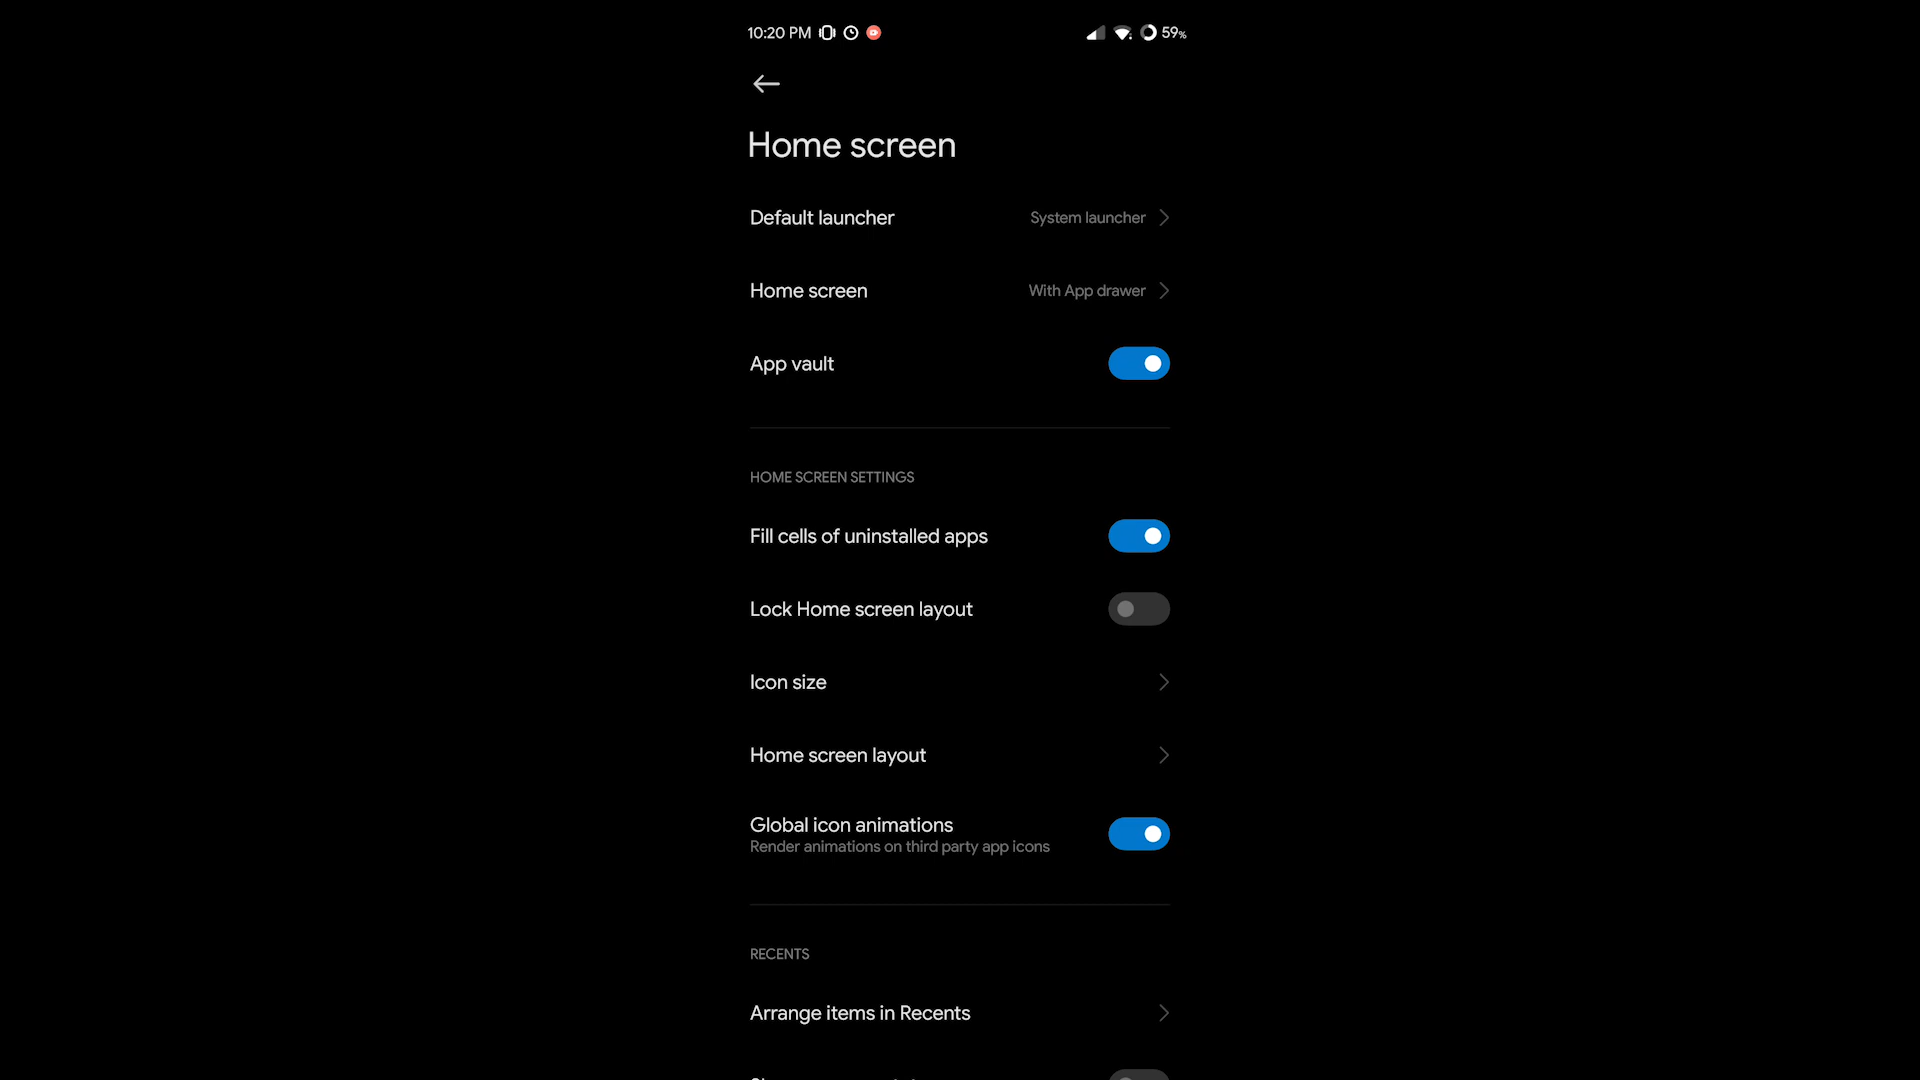 10:20 PM 59%
Home screen
Default launcher System launcher
Home screen With App drawer
App vault
HOME SCREEN SETTINGS
Fill cells of uninstalled apps
Lock Home screen layout
Icon size
Home screen layout
Global icon animations
Render animations on third party app icons
RECENTS
Arrange items in Recents